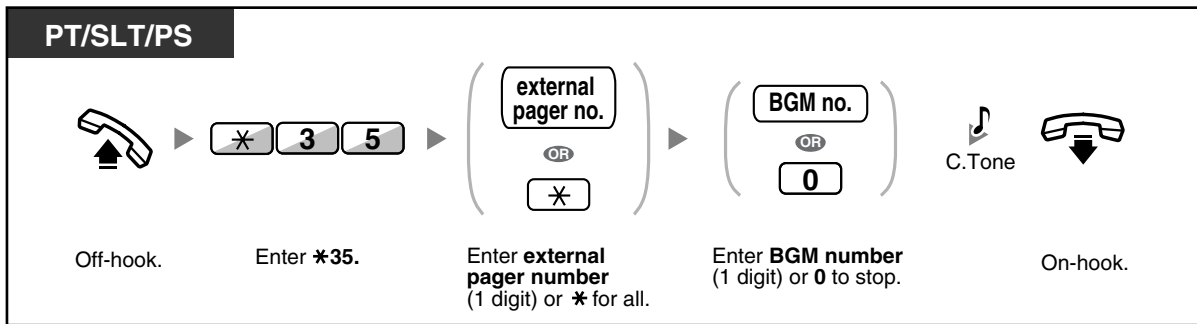 PT/SLT/PS
external
pager no.
OR
*
* 3 5
BGM no.
OR
0
C.Tone
Off-hook.
Enter *35.
Enter external
pager number
(1 digit) or * for all.
Enter BGM number
(1 digit) or 0 to stop.
On-hook.